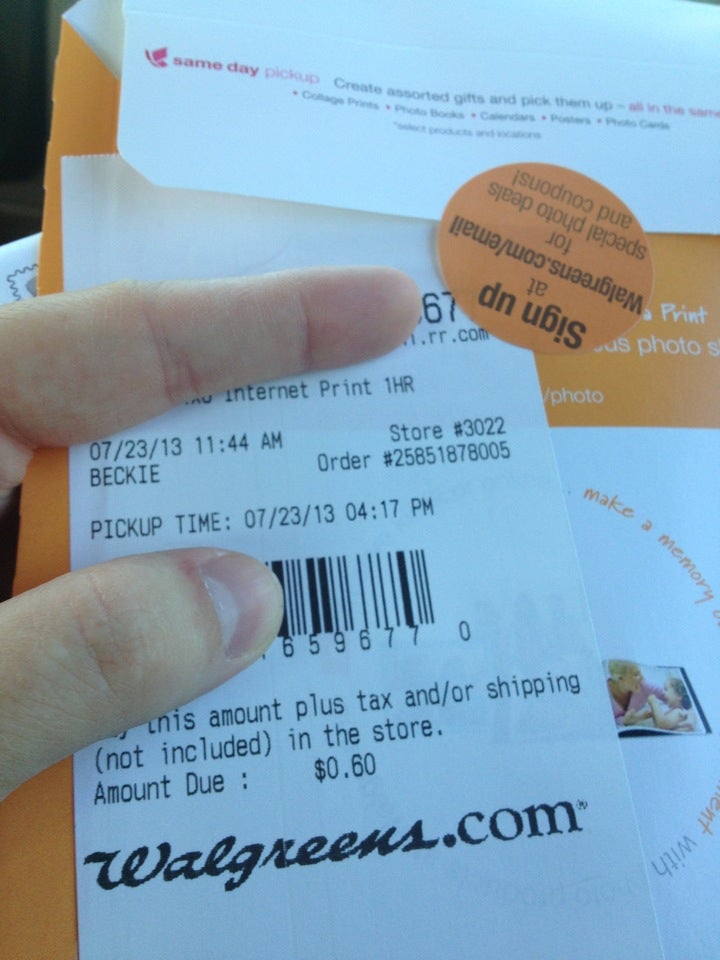 same day pickup
Create assorted gifts and pick them up – all in the same
• Collage Prints • Photo Books • Calendars • Posters • Photo Cards
*select products and locations
Sign up
at
Walgreens.com/email
for
special photo deals
and coupons!
67
.rr.com
Internet Print 1HR
07/23/13 11:44 AM
Store #3022
BECKIE
Order #25851878005
PICKUP TIME: 07/23/13 04:17 PM
659677 0
this amount plus tax and/or shipping
(not included) in the store.
Amount Due : $0.60
Walgreens.com®
Print
us photo
/photo
make a memory
with